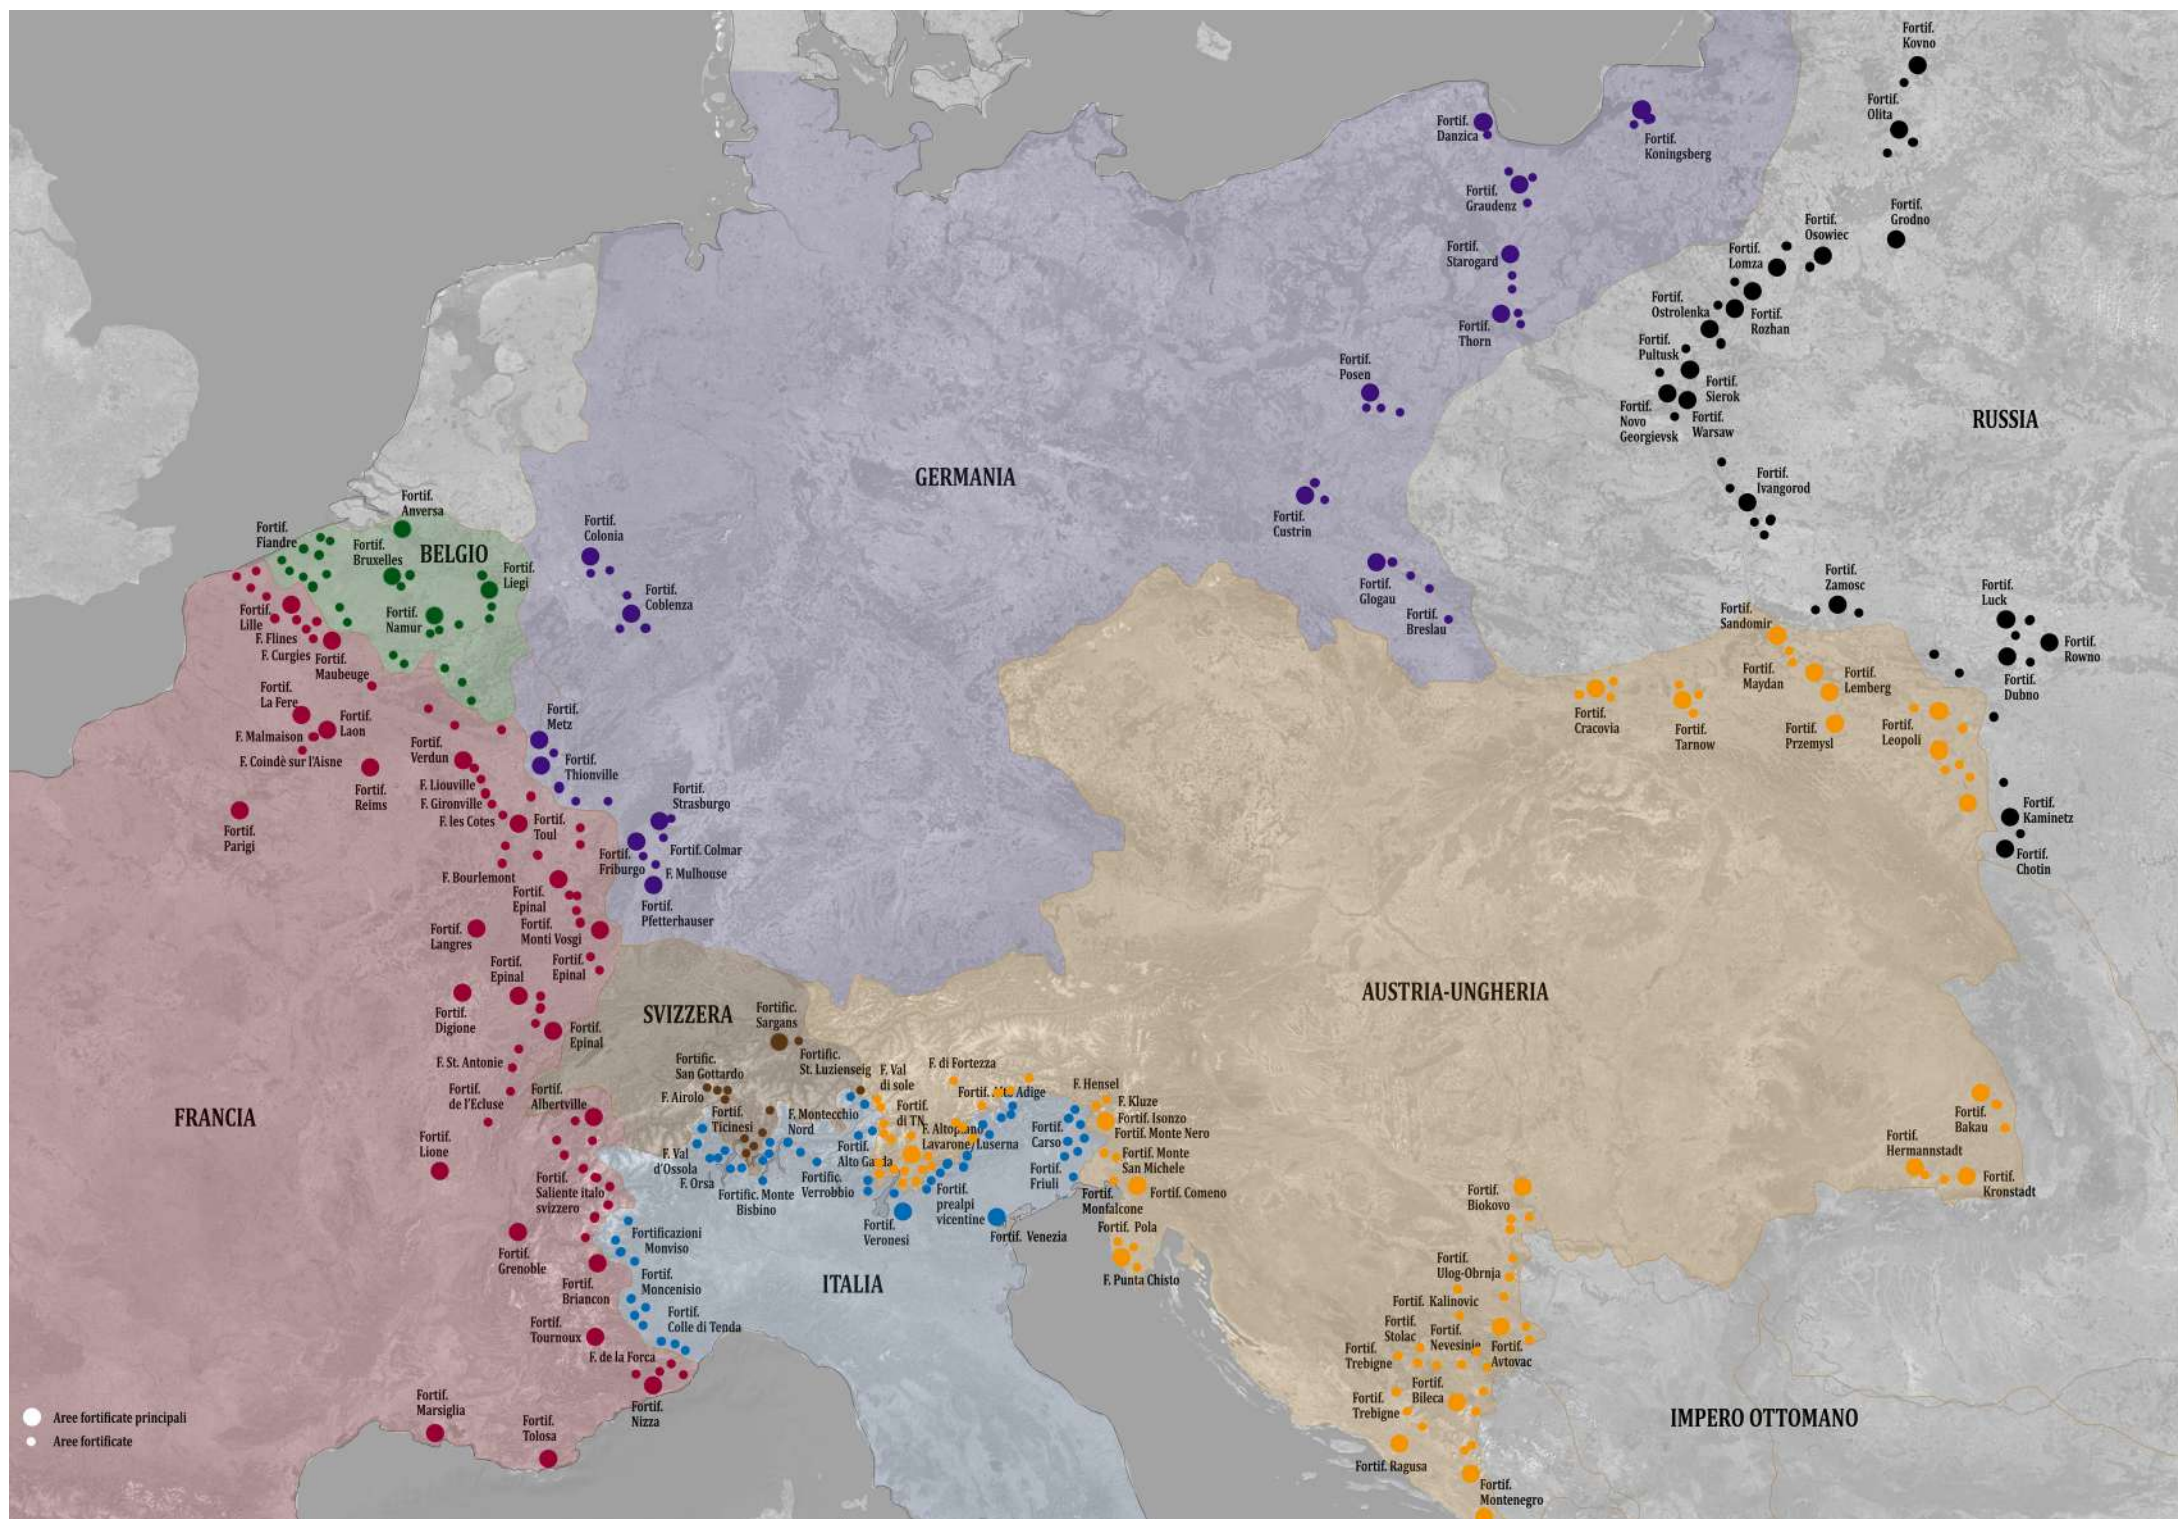 Fortif.
Kovno
Fortif.
Olita
Fortif.
Danzica
Fortif.
Koningsberg
Fortif.
Graudenz
Fortif.
Grodno
Fortif.
Osowiec
Fortif.
Lomza
Fortif.
Starogard
Fortif.
Ostrolenka
Fortif.
Rozhan
Fortif.
Thorn
Fortif.
Pultusk
Fortif.
Posen
Fortif.
Sierok
Fortif.
Novo
Georgievsk
Fortif.
Warsaw
RUSSIA
GERMANIA
Fortif.
Ivangorod
Fortif.
Anversa
Fortif.
Custrin
Fortif.
Colonia
Fortif.
Fiandre
Fortif.
Bruxelles
BELGIO
Fortif.
Liegi
Fortif.
Zamosc
Fortif.
Glogau
Fortif.
Luck
Fortif.
Coblenza
Fortif.
Lille
Fortif.
Namur
Fortif.
Breslau
Fortif.
Sandomir
F. Flines
F. Curgies
Fortif.
Maubeuge
Fortif.
Rowno
Fortif.
Maydan
Fortif.
Lemberg
Fortif.
Dubno
Fortif.
La Fere
Fortif.
Laon
Fortif.
Metz
Fortif.
Cracovia
Fortif.
Tarnow
Fortif.
Przemysl
Fortif.
Leopoli
F. Malmaison
F. Coindè sur l'Aisne
Fortif.
Verdun
Fortif.
Thionville
Fortif.
Reims
F. Liouville
F. Gironville
F. les Cotes
Fortif.
Toul
Fortif.
Strasburgo
Fortif.
Parigi
Fortif.
Kaminetz
Fortif.
Friburgo
Fortif. Colmar
F. Mulhouse
Fortif.
Chotin
F. Bourlemont
Fortif.
Epinal
Fortif.
Pfetterhauser
Fortif.
Langres
Fortif.
Monti Vosgi
Fortif.
Epinal
Fortif.
Epinal
AUSTRIA-UNGHERIA
Fortif.
Digione
SVIZZERA
Fortific.
Sargans
Fortif.
Epinal
F. St. Antonie
Fortific.
San Gottardo
Fortific.
St. Luzienseig
F. Val
di sole
F. di Fortezza
Fortif.
de l'Ecluse
Fortif.
Albertville
F. Airolo
Fortif.
Ticinesi
F. Montecchio
Nord
Fortif.
di TN
Fortif. Alto Adige
F. Hensel
F. Kluze
Fortif. Isonzo
Fortif. Monte Nero
FRANCIA
F. Altopiano
Lavarone/Luserna
Fortif.
Carso
Fortif.
Bakau
Fortif.
Lione
F. Val
d'Ossola
F. Orsa
Fortif.
Alto Garda
Fortif. Monte
San Michele
Fortif.
Hermannstadt
Fortif.
Friuli
Fortif.
Kronstadt
Fortif.
Saliente italo
svizzero
Fortific. Monte
Bisbino
Fortific.
Verrobbio
Fortif.
prealpi
vicentine
Fortif.
Monfalcone
Fortif. Comeno
Fortif.
Biokovo
Fortif.
Veronesi
Fortif. Venezia
Fortif. Pola
Fortificazioni
Monviso
Fortif.
Grenoble
F. Punta Chisto
Fortif.
Ulog-Obrnja
Fortif.
Moncenisio
ITALIA
Fortif.
Briancon
Fortif. Kalinovic
Fortif.
Tournoux
Fortif.
Colle di Tenda
Fortif.
Stolac
Fortif.
Nevesinje
Fortif.
Avtovac
F. de la Forca
Fortif.
Trebigne
Fortif.
Bileca
Fortif.
Marsiglia
Fortif.
Nizza
Fortif.
Trebigne
Aree fortificate principali
Fortif.
Tolosa
IMPERO OTTOMANO
Aree fortificate
Fortif. Ragusa
Fortif.
Montenegro